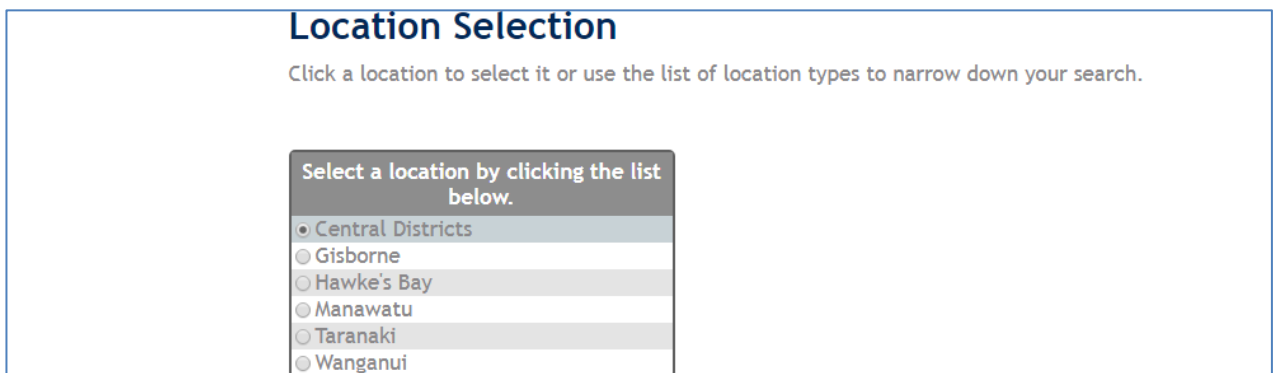 Location Selection
Click a location to select it or use the list of location types to narrow down your search.
Select a location by clicking the list
below.
Central Districts
Gisborne
Hawke's Bay
Manawatu
Taranaki
Wanganui